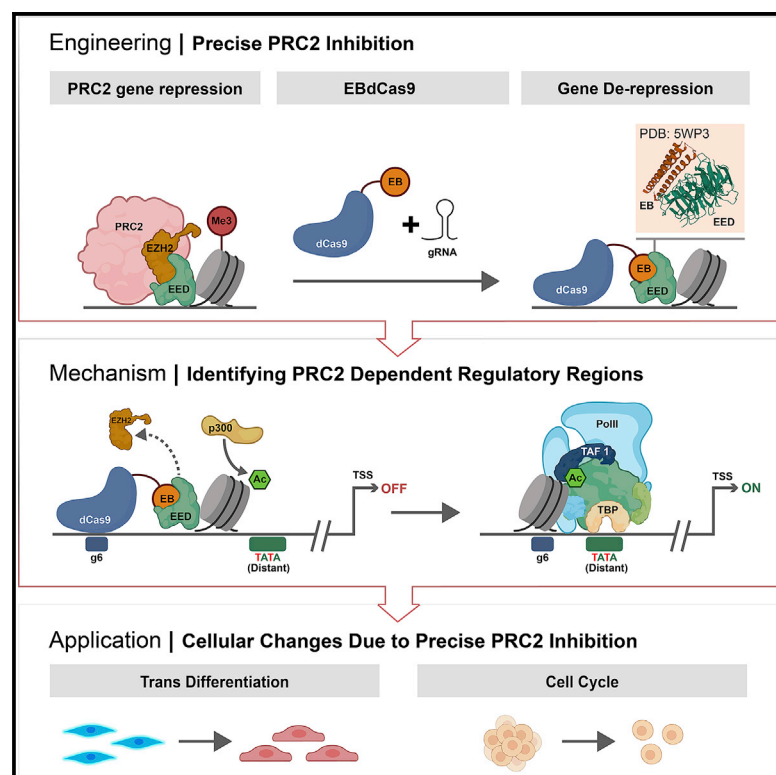 Engineering | Precise PRC2 Inhibition
PRC2 gene repression
EBdCas9
Gene De-repression
PRC2
EZH2
EED
Me3
dCas9
EB
+
gRNA
PDB: 5WP3
EB
EED
dCas9
EB
EED
Mechanism | Identifying PRC2 Dependent Regulatory Regions
EZH2
p300
Ac
dCas9
EB
EED
g6
TATA
(Distant)
TSS
OFF
PolII
TAF 1
Ac
TBP
g6
TATA
(Distant)
TSS
ON
Application | Cellular Changes Due to Precise PRC2 Inhibition
Trans Differentiation
Cell Cycle